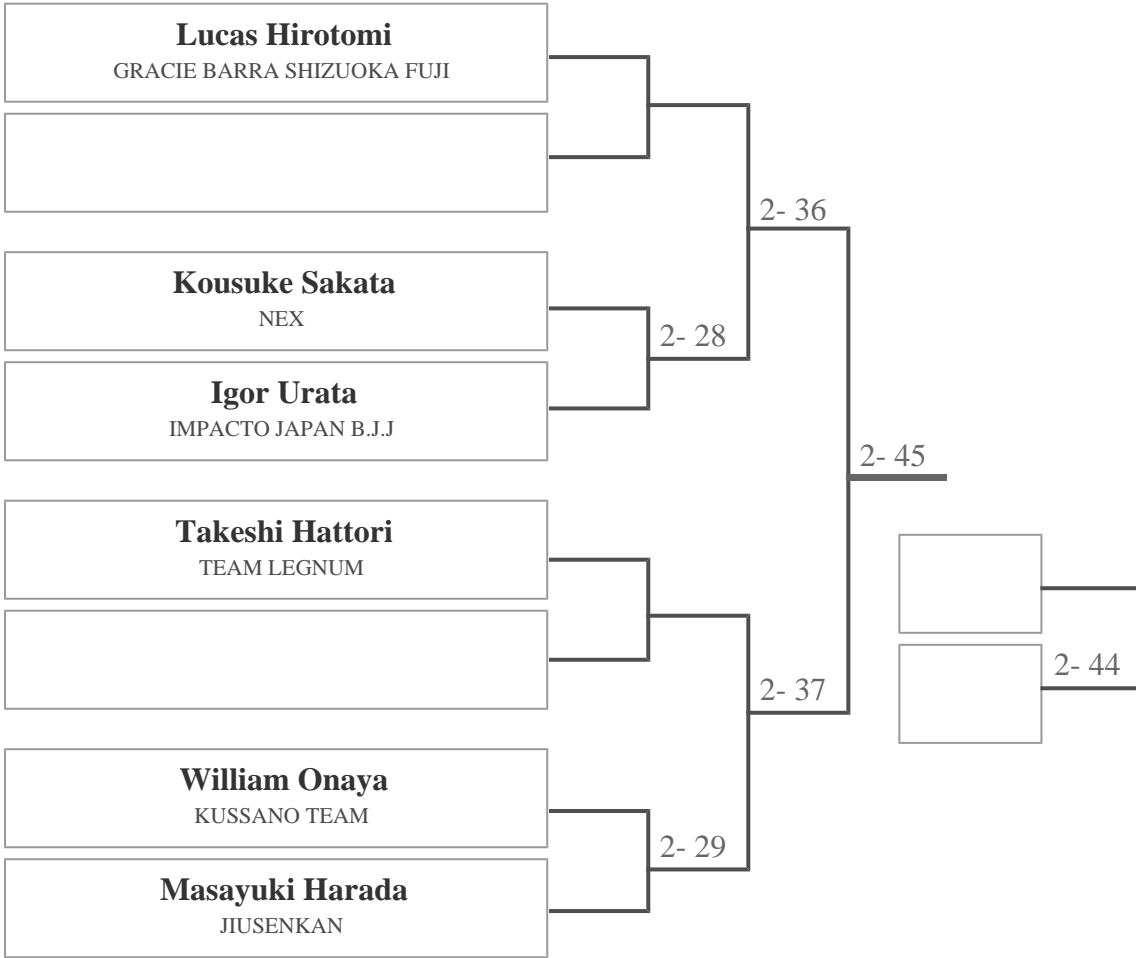 Lucas Hirotomi
GRACIE BARRA SHIZUOKA FUJI
2- 36
Kousuke Sakata
NEX
2- 28
Igor Urata
IMPACTO JAPAN B.J.J
2- 45
Takeshi Hattori
TEAM LEGNUM
2- 44
2- 37
William Onaya
KUSSANO TEAM
2- 29
Masayuki Harada
JIUSENKAN